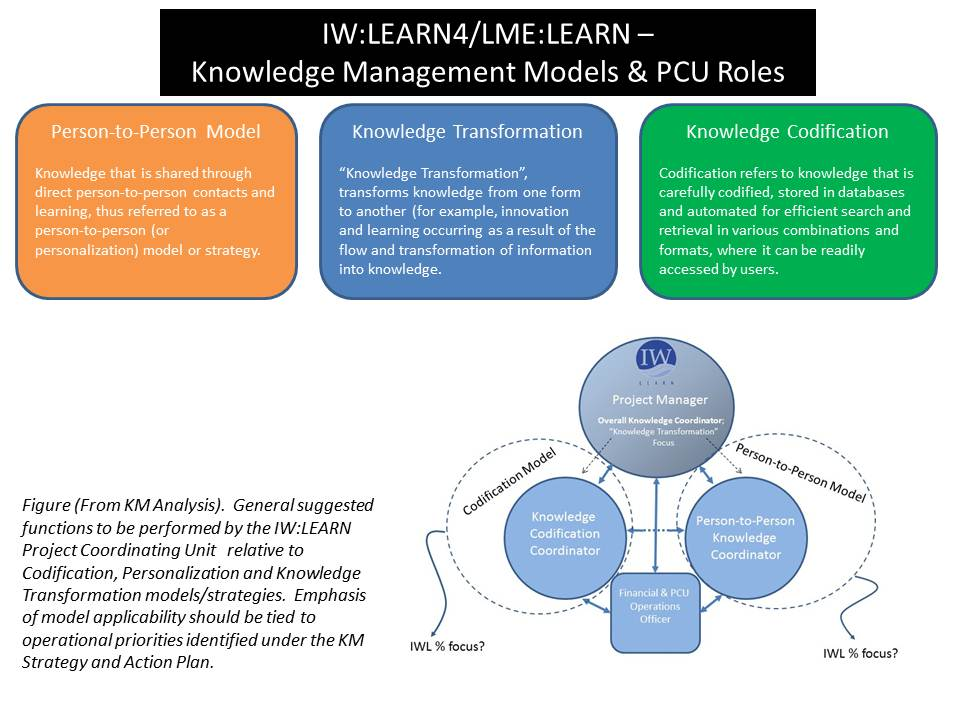 IW:LEARN4/LME:LEARN –
Knowledge Management Models & PCU Roles
Person-to-Person Model
Knowledge that is shared through
direct person-to-person contacts and
learning, thus referred to as a
person-to-person (or
personalization) model or strategy.
Knowledge Transformation
“Knowledge Transformation”,
transforms knowledge from one form
to another (for example, innovation
and learning occurring as a result of the
flow and transformation of information
into knowledge.
Knowledge Codification
Codification refers to knowledge that is
carefully codified, stored in databases
and automated for efficient search and
retrieval in various combinations and
formats, where it can be readily
accessed by users.
IW
LEARN
Project Manager
Overall Knowledge Coordinator;
“Knowledge Transformation”
Focus
Codification Model
Person-to-Person Model
Knowledge
Codification
Coordinator
Person-to-Person
Knowledge
Coordinator
Financial & PCU
Operations
Officer
IWL % focus?
IWL % focus?
Figure (From KM Analysis). General suggested
functions to be performed by the IW:LEARN
Project Coordinating Unit relative to
Codification, Personalization and Knowledge
Transformation models/strategies. Emphasis
of model applicability should be tied to
operational priorities identified under the KM
Strategy and Action Plan.